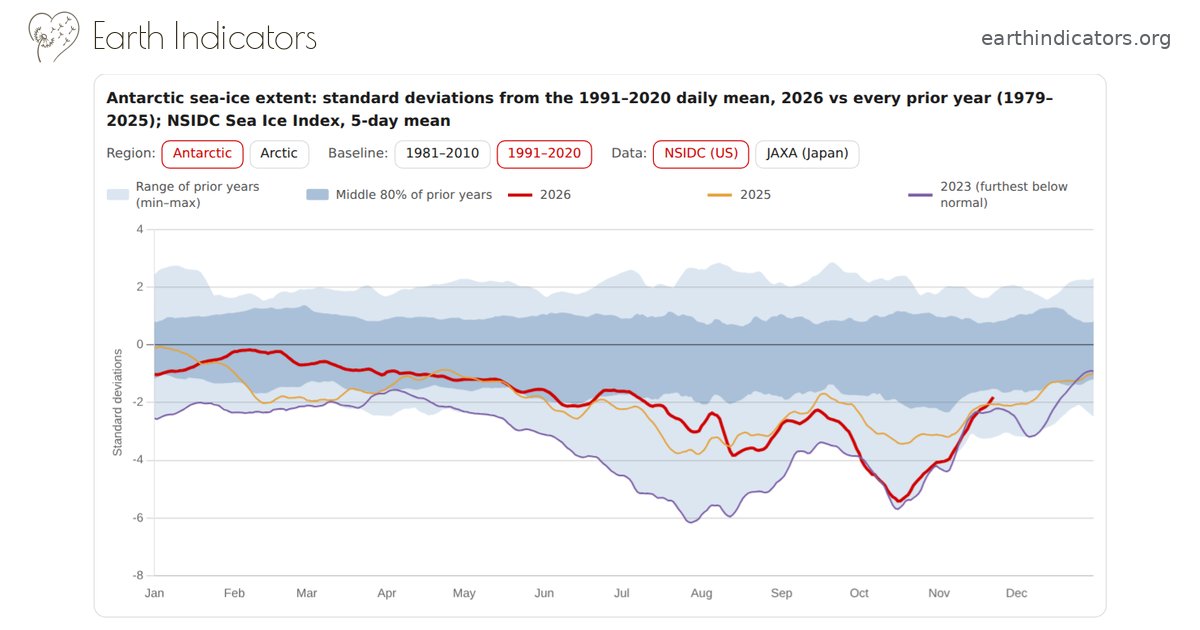 Earth Indicators
earthindicators.org
Antarctic sea-ice extent: standard deviations from the 1991–2020 daily mean, 2026 vs every prior year (1979–
2025); NSIDC Sea Ice Index, 5-day mean
Region: Antarctic Arctic Baseline: 1981–2010 1991–2020 Data: NSIDC (US) JAXA (Japan)
Range of prior years
(min–max)
Middle 80% of prior years
2026
2025
2023 (furthest below
normal)
Standard deviations
4
2
0
-2
-4
-6
-8
Jan Feb Mar Apr May Jun Jul Aug Sep Oct Nov Dec